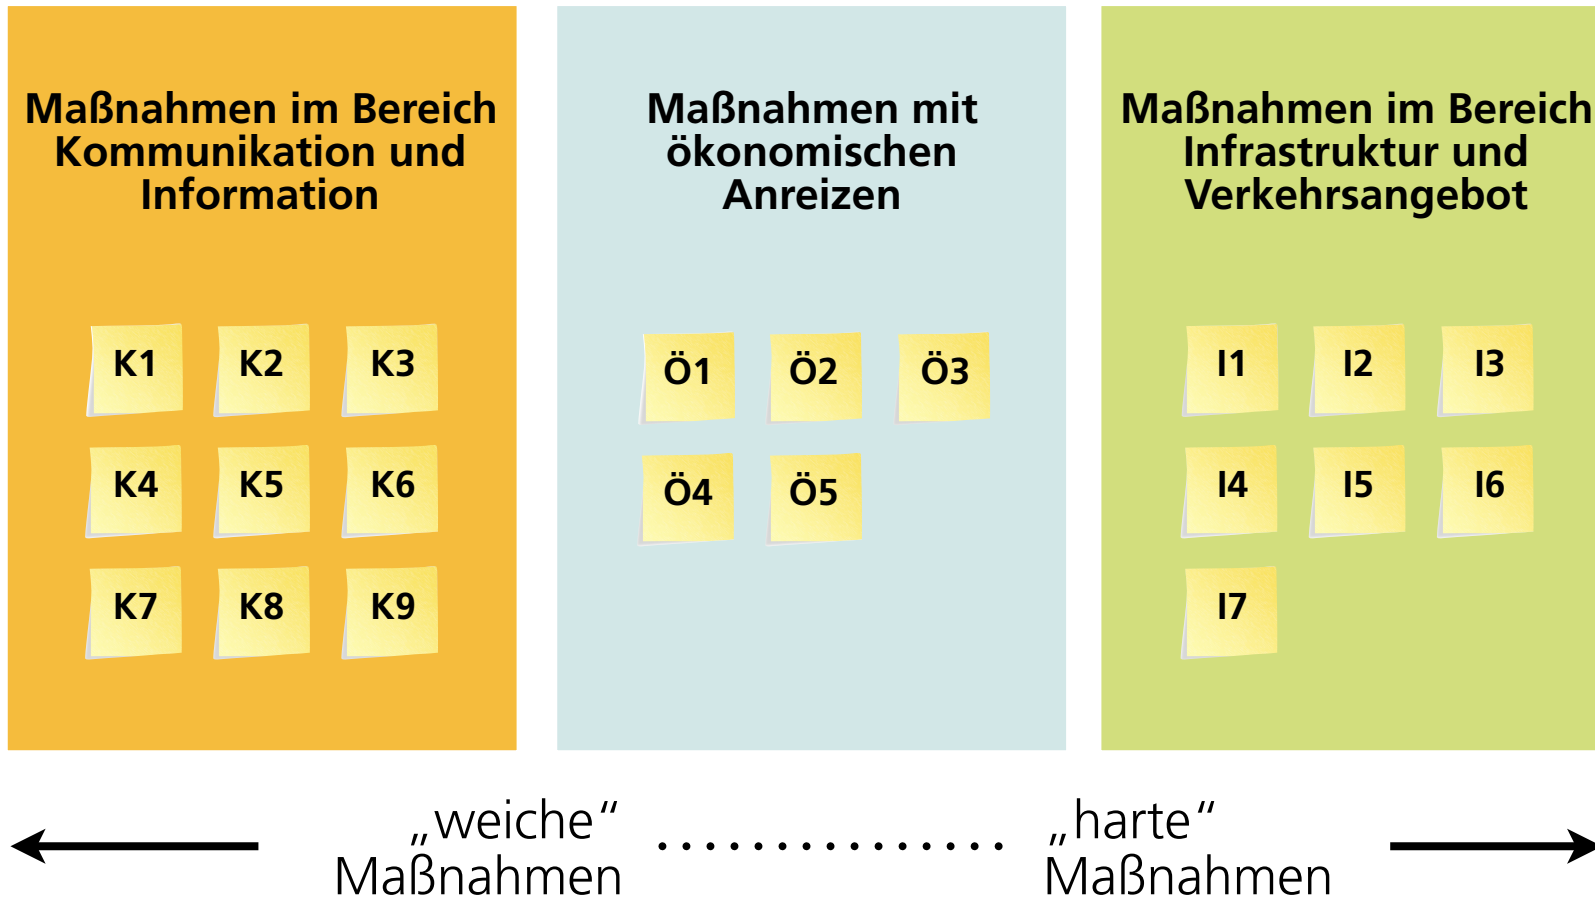 Maßnahmen im Bereich
Kommunikation und
Information
K1 K2 K3
K4 K5 K6
K7 K8 K9
Maßnahmen mit
ökonomischen
Anreizen
Ö1 Ö2 Ö3
Ö4 Ö5
Maßnahmen im Bereich
Infrastruktur und
Verkehrsangebot
I1 I2 I3
I4 I5 I6
I7
„weiche“
Maßnahmen
„harte“
Maßnahmen